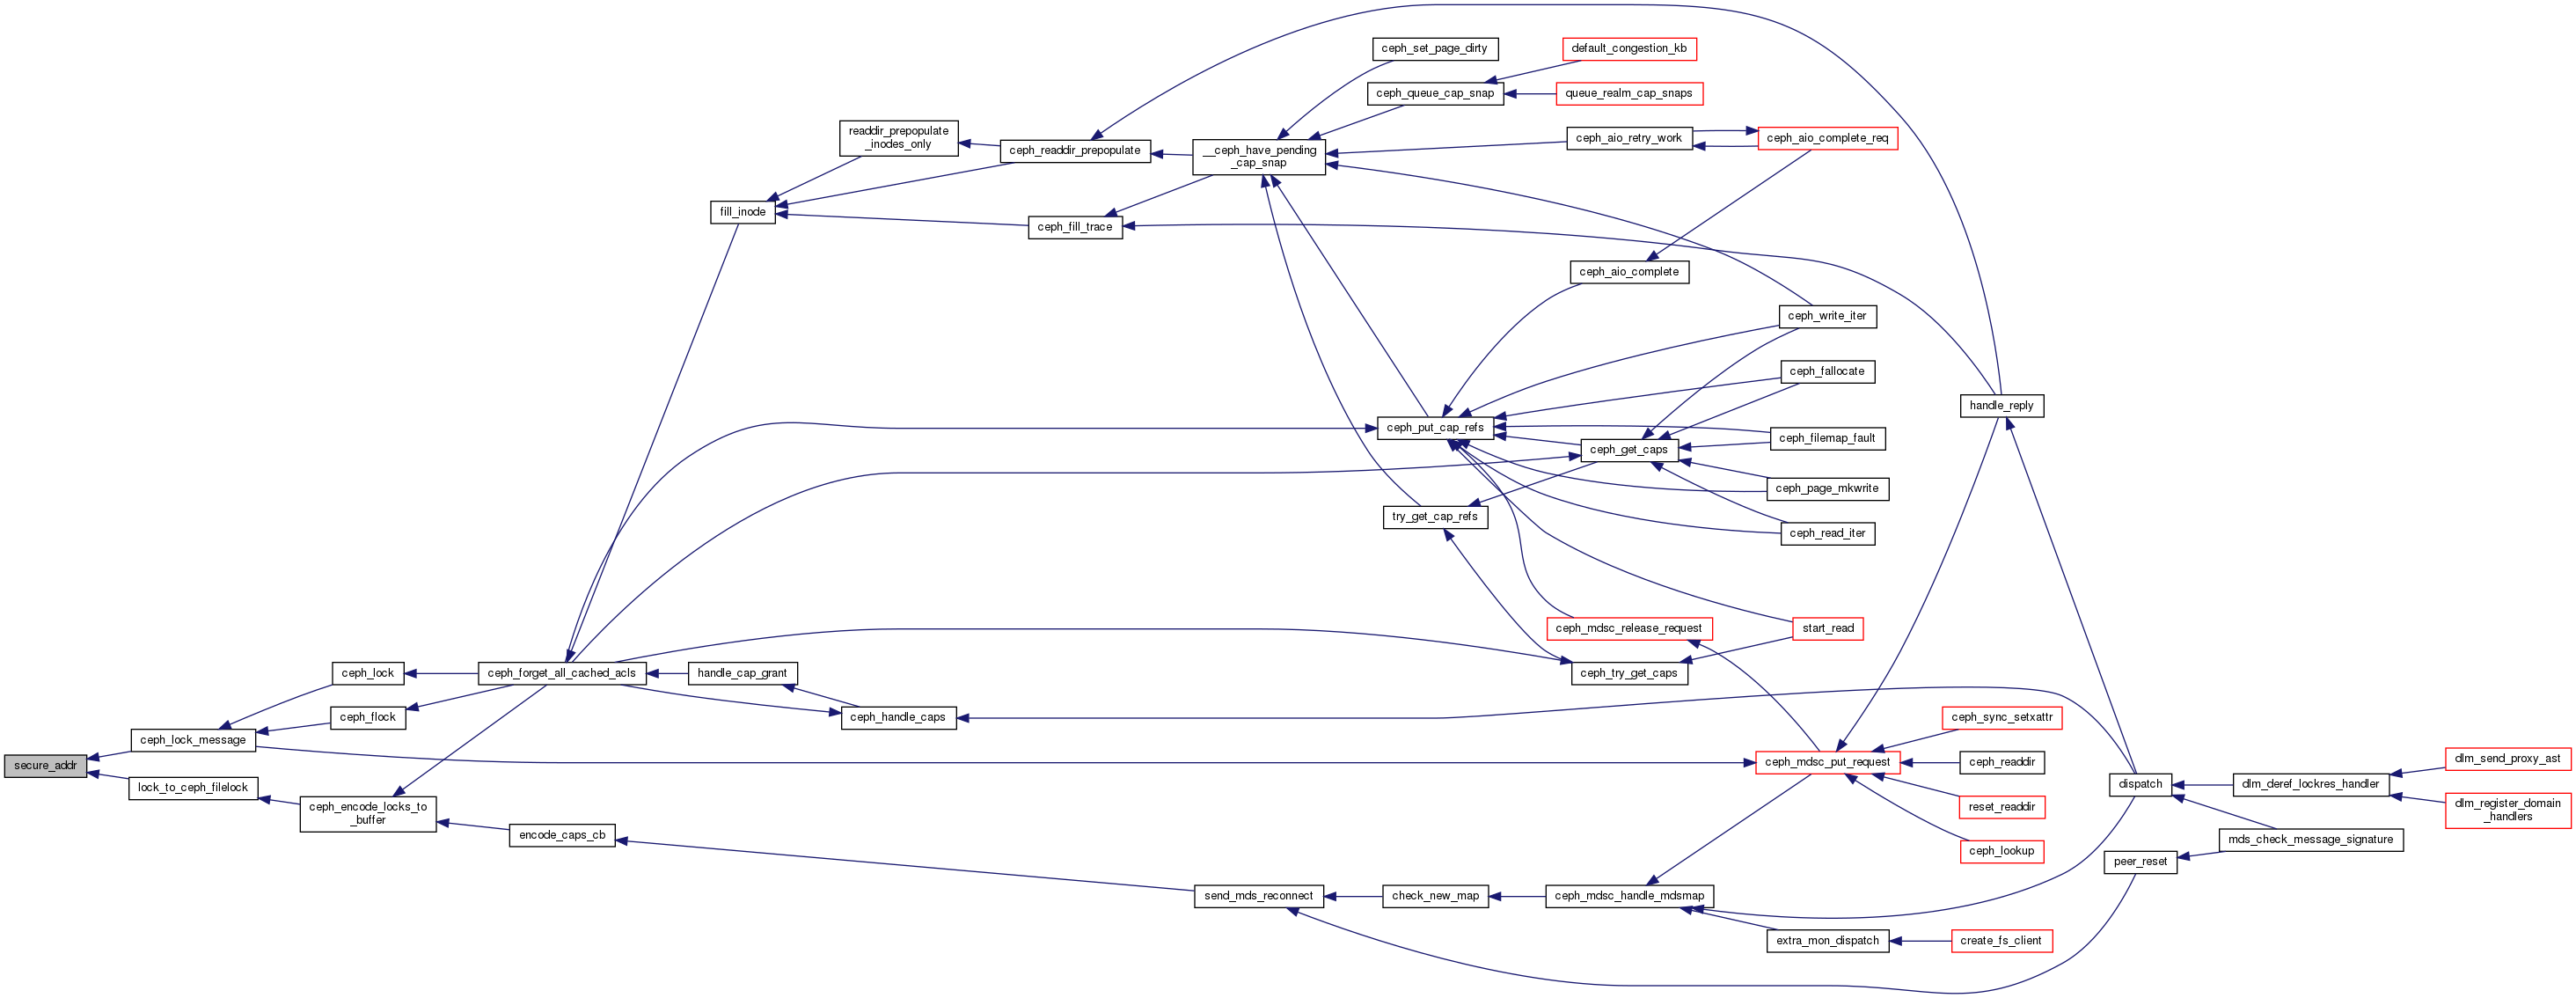 ceph_set_page_dirty
default_congestion_kb
ceph_queue_cap_snap
queue_realm_cap_snaps
readdir_prepopulate
_inodes_only
ceph_readdir_prepopulate
__ceph_have_pending
_cap_snap
ceph_aio_retry_work
ceph_aio_complete_req
fill_inode
ceph_fill_trace
ceph_aio_complete
ceph_write_iter
ceph_fallocate
handle_reply
ceph_put_cap_refs
ceph_filemap_fault
ceph_get_caps
ceph_page_mkwrite
try_get_cap_refs
ceph_read_iter
ceph_mdsc_release_request
start_read
ceph_lock
ceph_forget_all_cached_acls
handle_cap_grant
ceph_try_get_caps
ceph_flock
ceph_handle_caps
ceph_sync_setxattr
ceph_lock_message
secure_addr
ceph_mdsc_put_request
ceph_readdir
dlm_send_proxy_ast
lock_to_ceph_filelock
dispatch
dlm_deref_lockres_handler
ceph_encode_locks_to
_buffer
reset_readdir
dlm_register_domain
_handlers
encode_caps_cb
mds_check_message_signature
ceph_lookup
peer_reset
send_mds_reconnect
check_new_map
ceph_mdsc_handle_mdsmap
extra_mon_dispatch
create_fs_client